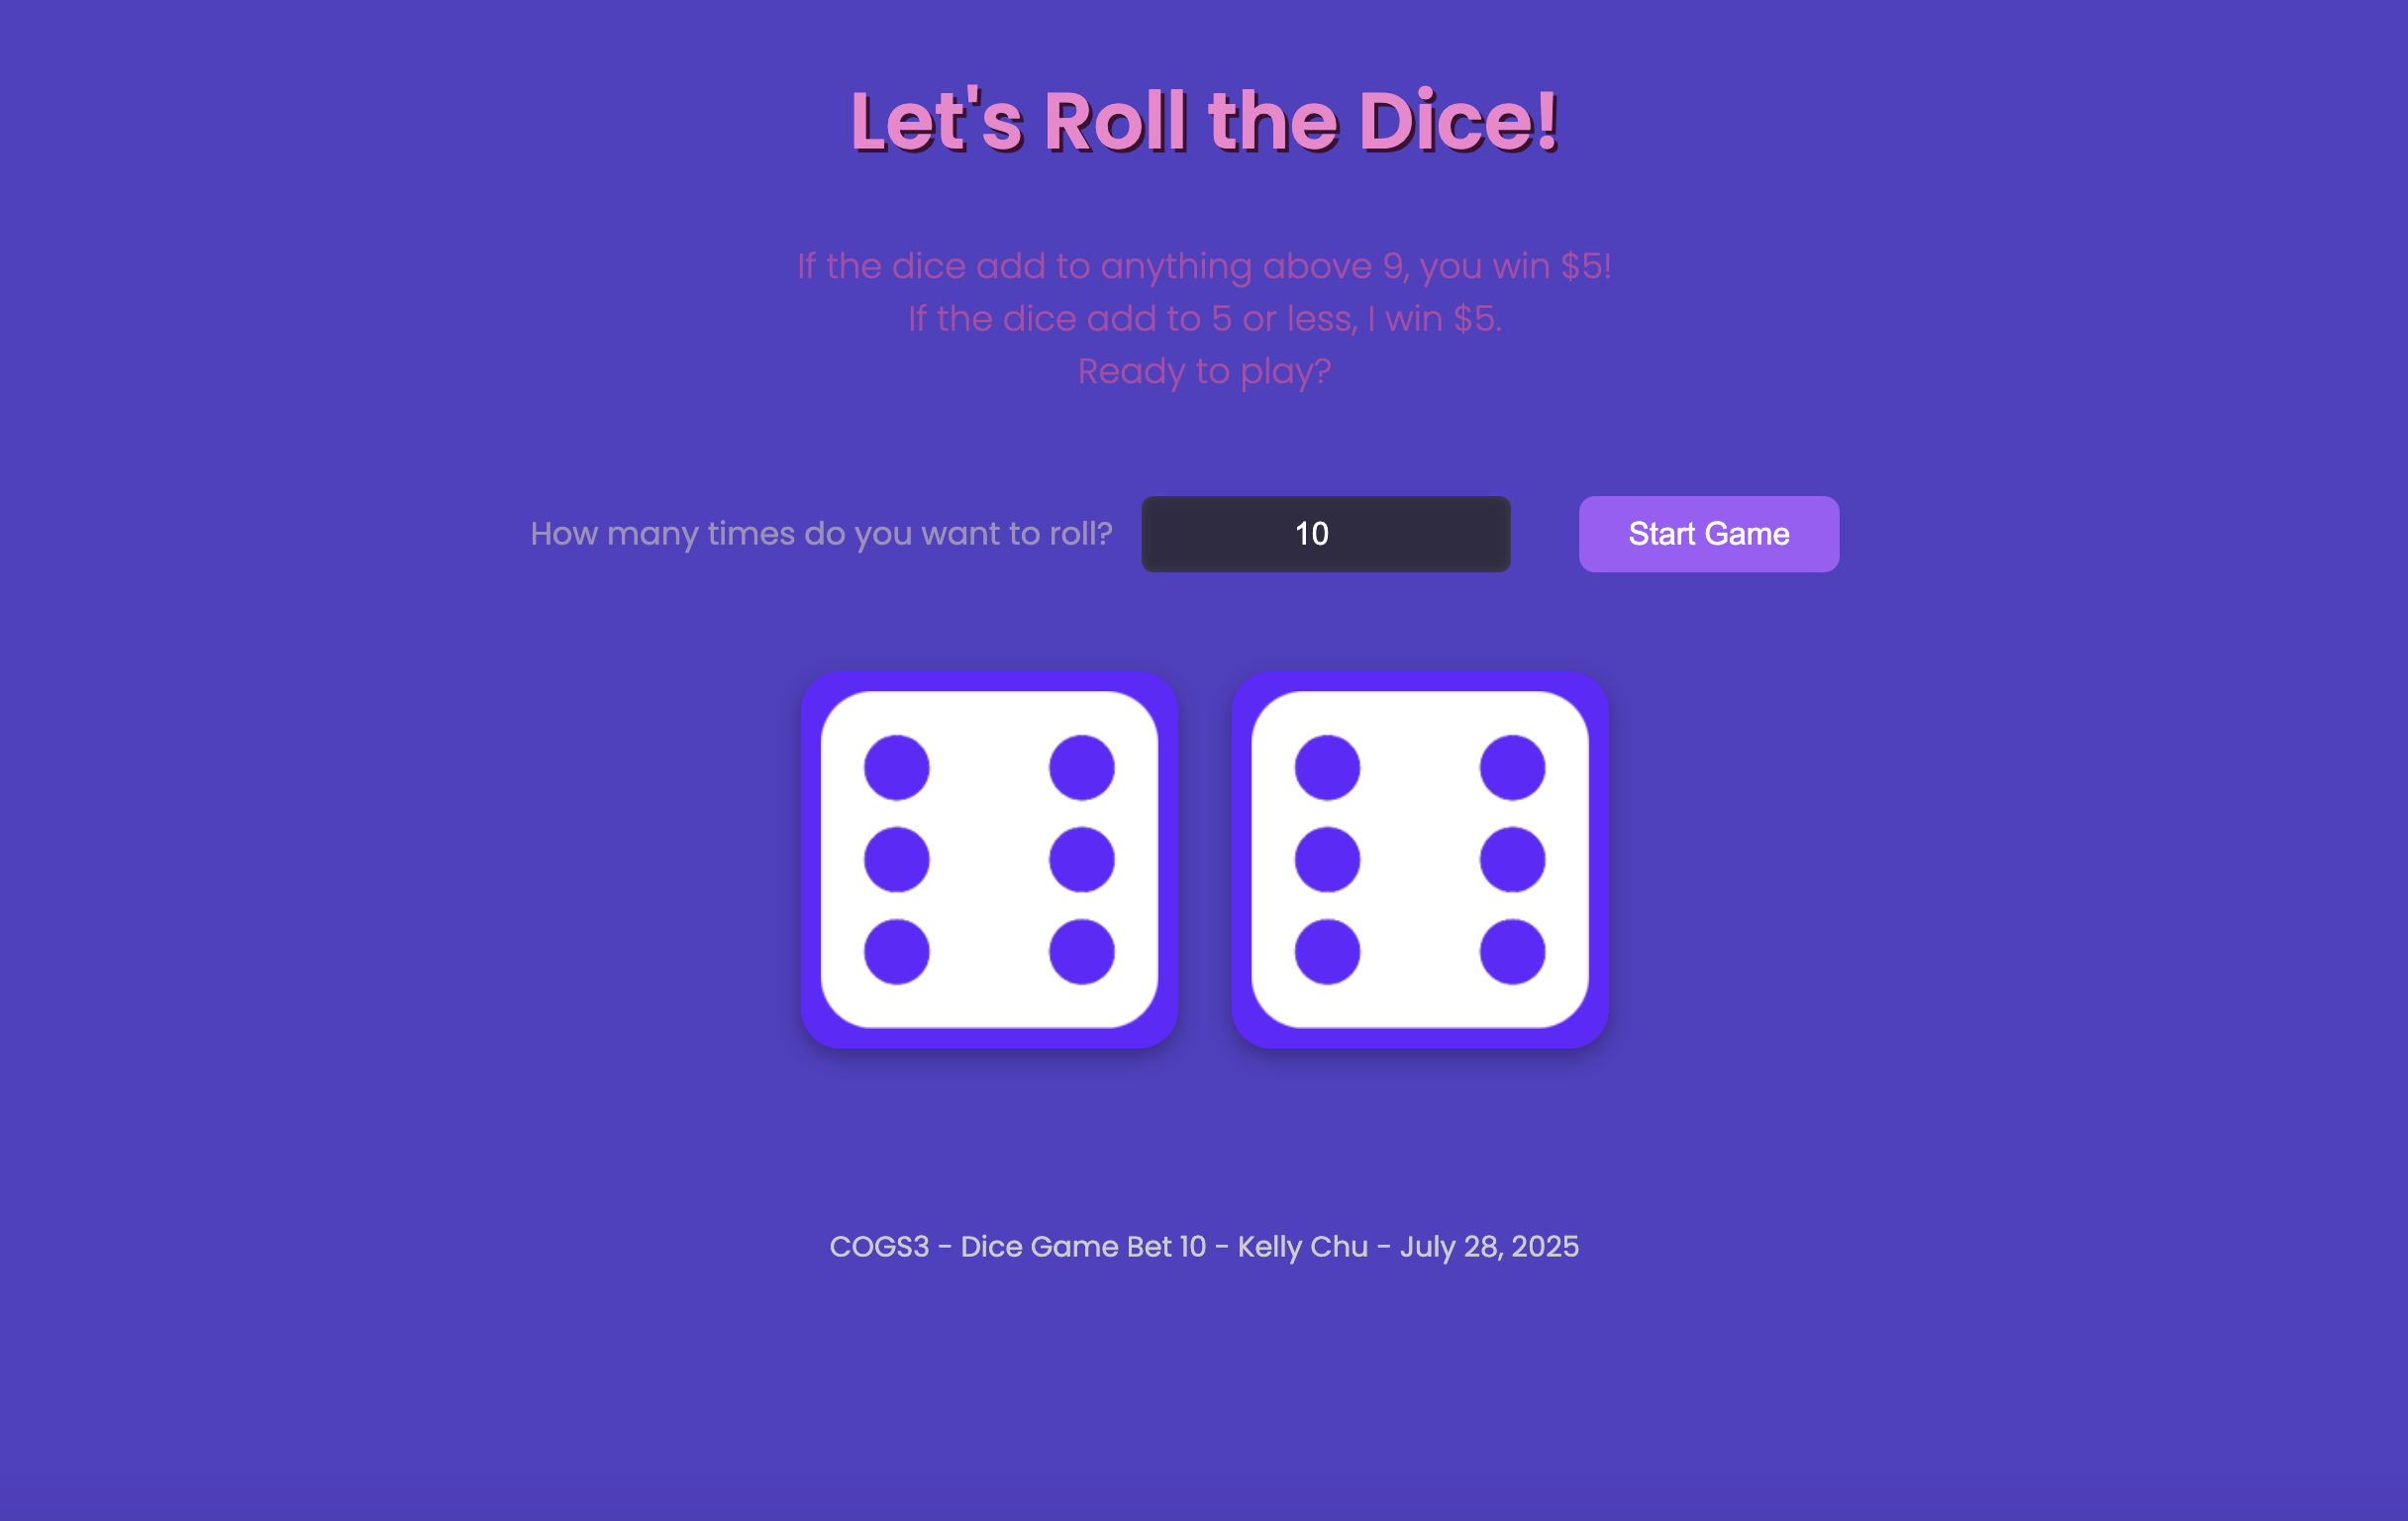 Let's Roll the Dice!
If the dice add to anything above 9, you win $5!
If the dice add to 5 or less, I win $5.
Ready to play?
How many times do you want to roll? 10 Start Game
COGS3 - Dice Game Bet 10 - Kelly Chu - July 28, 2025